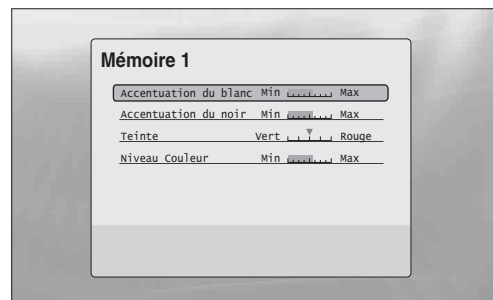 Mémoire 1
Accentuation du blanc Min Max
Accentuation du noir Min Max
Teinte Vert Rouge
Niveau Couleur Min Max